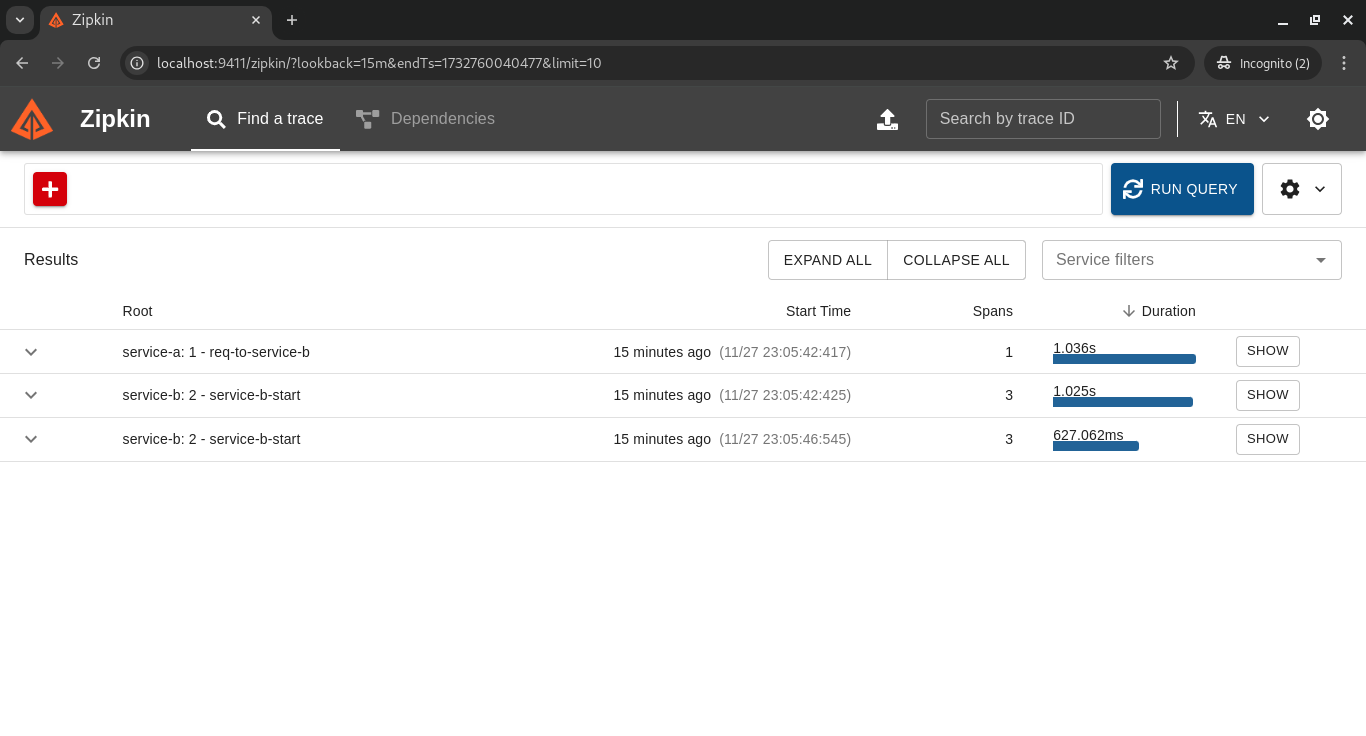 Zipkin
localhost:9411/zipkin/?lookback=15m&endTs=1732760040477&limit=10
Incognito (2)
Zipkin
Find a trace
Dependencies
Search by trace ID
EN
RUN QUERY
Results
EXPAND ALL
COLLAPSE ALL
Service filters
Root Start Time Spans Duration
service-a: 1 - req-to-service-b 15 minutes ago (11/27 23:05:42:417) 1 1.036s SHOW
service-b: 2 - service-b-start 15 minutes ago (11/27 23:05:42:425) 3 1.025s SHOW
service-b: 2 - service-b-start 15 minutes ago (11/27 23:05:46:545) 3 627.062ms SHOW